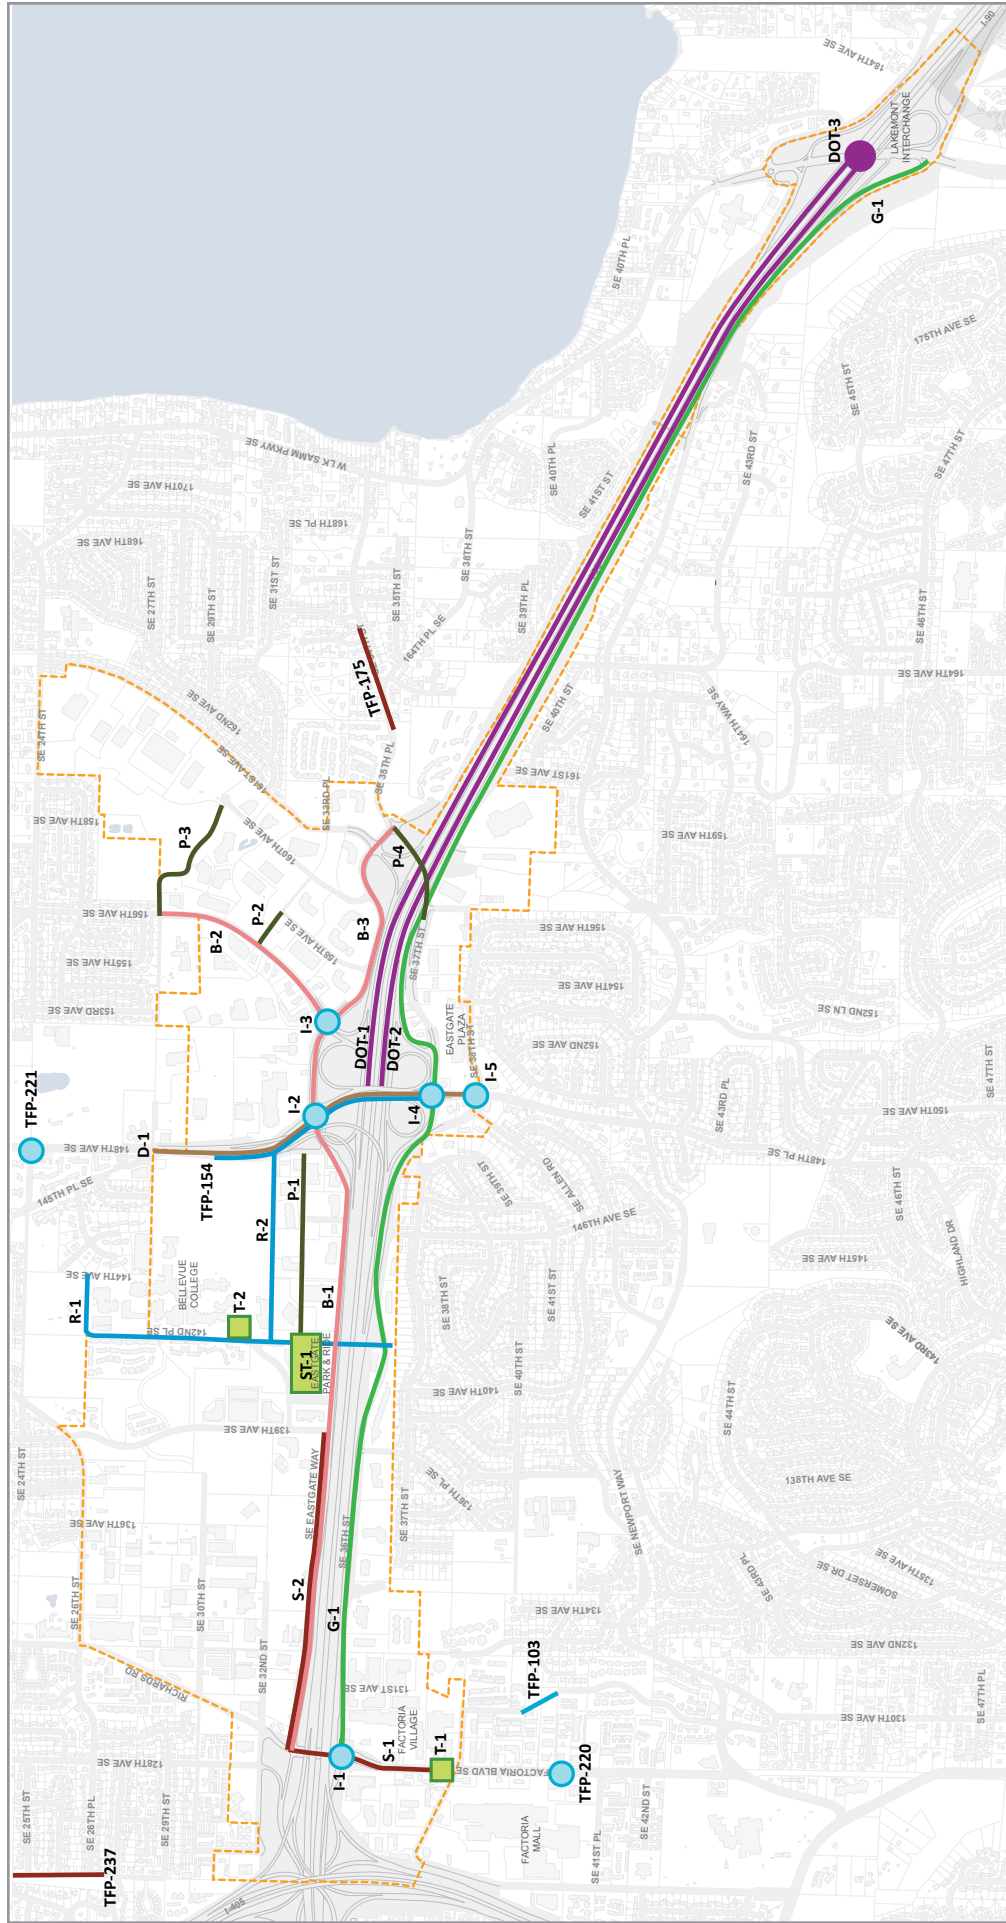 I-90
184TH AVE SE
DOT-3
LAKEMONT
INTERCHANGE
G-1
SE 40TH PL
175TH AVE SE
SE 45TH ST
SE 47TH ST
W LK SAMM PKWY SE
170TH AVE SE
168TH PL SE
168TH AVE SE
SE 27TH ST
SE 29TH ST
SE 31ST ST
SE 35TH ST
SE 38TH ST
SE 40TH PL
SE 41ST ST
SE 43RD ST
SE 39TH PL
164TH PL SE
TFP-175
SE 46TH ST
164TH AVE SE
164TH WAY SE
SE 40TH ST
161ST AVE SE
162ND AVE SE
161ST AVE SE
SE 24TH ST
SE 35TH PL
SE 33RD PL
158TH AVE SE
P-3
160TH AVE SE
P-4
159TH AVE SE
156TH AVE SE
P-2
B-2
158TH AVE SE
B-3
SE 37TH ST
156TH AVE SE
155TH AVE SE
154TH AVE SE
153RD AVE SE
I-3
152ND LN SE
EASTGATE
PLAZA
SE 38TH ST
152ND AVE SE
DOT-1
DOT-2
I-5
SE 47TH ST
TFP-221
I-2
I-4
SE 43RD PL
150TH AVE SE
148TH AVE SE
D-1
148TH PL SE
145TH PL SE
TFP-154
P-1
SE 39TH ST
SE ALLEN RD
SE 46TH ST
R-2
146TH AVE SE
145TH AVE SE
HIGHLAND DR
144TH AVE SE
BELLEVUE
COLLEGE
R-1
T-2
B-1
SE 38TH ST
SE 41ST ST
142ND PL SE
ST-1
EASTGATE
PARK & RIDE
143RD AVE SE
SE 40TH ST
140TH AVE SE
SE 44TH ST
139TH AVE SE
SE 24TH ST
SE EASTGATE WAY
136TH PL SE
138TH AVE SE
136TH AVE SE
SE 36TH ST
SE 37TH ST
SE NEWPORT WAY
SE 26TH ST
SE 30TH ST
S-2
G-1
SE 43RD PL
SOMERSET DR SE
135TH AVE SE
134TH AVE SE
132ND AVE SE
SE 32ND ST
RICHARDS RD
131ST AVE SE
TFP-103
130TH AVE SE
SE 47TH PL
FACTORIA
VILLAGE
S-1
T-1
I-1
128TH AVE SE
FACTORIA BLVD SE
TFP-220
SE 25TH ST
SE 26TH PL
SE 29TH ST
SE 42ND ST
FACTORIA
MALL
SE 41ST PL
TFP-237
I-405